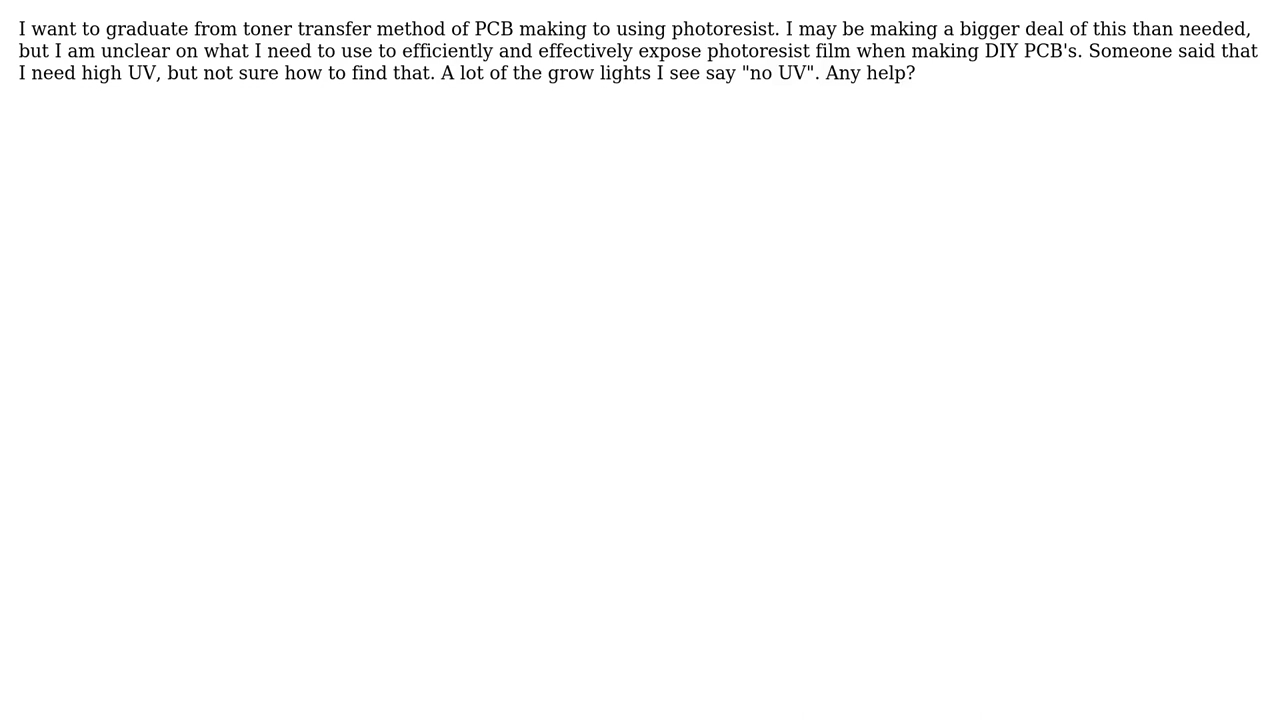 I want to graduate from toner transfer method of PCB making to using photoresist. I may be making a bigger deal of this than needed,
but I am unclear on what I need to use to efficiently and effectively expose photoresist film when making DIY PCB's. Someone said that
I need high UV, but not sure how to find that. A lot of the grow lights I see say "no UV". Any help?